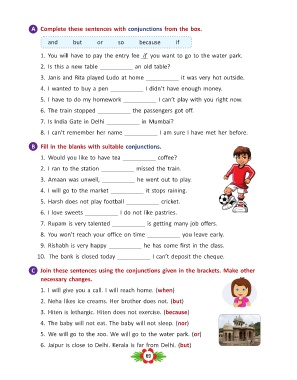 A Complete these sentences with conjunctions from the box.
and but or so because if
1. You will have to pay the entry fee if you want to go to the water park.
2. Is this a new table __________ an old table?
3. Janis and Rita played Ludo at home __________ it was very hot outside.
4. I wanted to buy a pen __________ I didn't have enough money.
5. I have to do my homework __________ I can't play with you right now.
6. The train stopped __________ the passengers got off.
7. Is India Gate in Delhi __________ in Mumbai?
8. I can't remember her name __________ I am sure I have met her before.
B Fill in the blanks with suitable conjunctions.
1. Would you like to have tea __________ coffee?
2. I ran to the station __________ missed the train.
3. Amaan was unwell, __________ he went out to play.
4. I will go to the market __________ it stops raining.
5. Harsh does not play football __________ cricket.
6. I love sweets __________ I do not like pastries.
7. Rupam is very talented __________ is getting many job offers.
8. You won't reach your office on time __________ you leave early.
9. Rishabh is very happy __________ he has come first in the class.
10. The bank is closed today __________ I can't deposit the cheque.
C Join these sentences using the conjunctions given in the brackets. Make other
necessary changes.
1. I will give you a call. I will reach home. (when)
2. Neha likes ice creams. Her brother does not. (but)
3. Hiten is lethargic. Hiten does not exercise. (because)
4. The baby will not eat. The baby will not sleep. (nor)
5. We will go to the zoo. We will go to the water park. (or)
6. Jaipur is close to Delhi. Kerala is far from Delhi. (but)